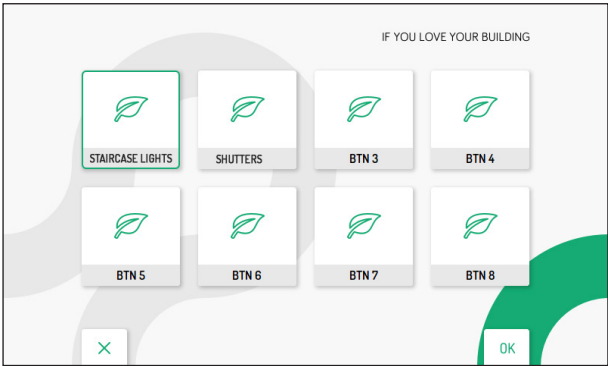 IF YOU LOVE YOUR BUILDING
STAIRCASE LIGHTS
SHUTTERS
BTN 3
BTN 4
BTN 5
BTN 6
BTN 7
BTN 8
OK